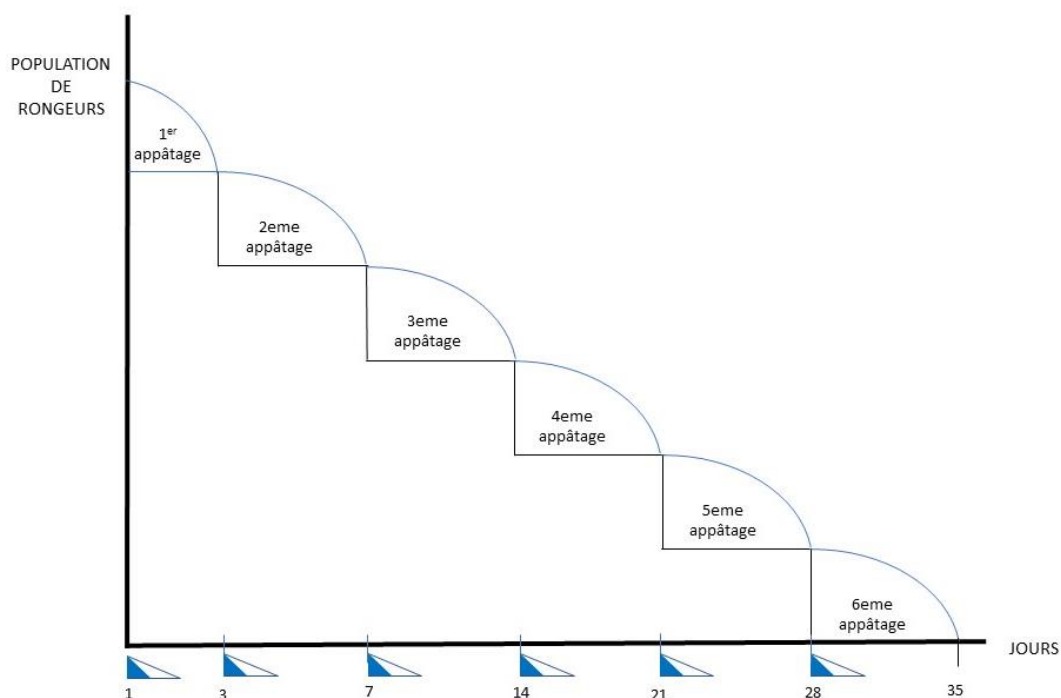 POPULATION
DE
RONGEURS
1er
appâtage
2eme
appâtage
3eme
appâtage
4eme
appâtage
5eme
appâtage
6eme
appâtage
JOURS
1 3 7 14 21 28 35